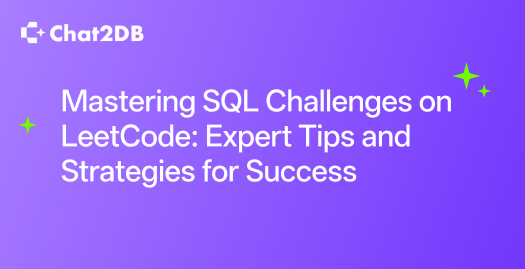 Chat2DB
Mastering SQL Challenges on
LeetCode: Expert Tips and
Strategies for Success